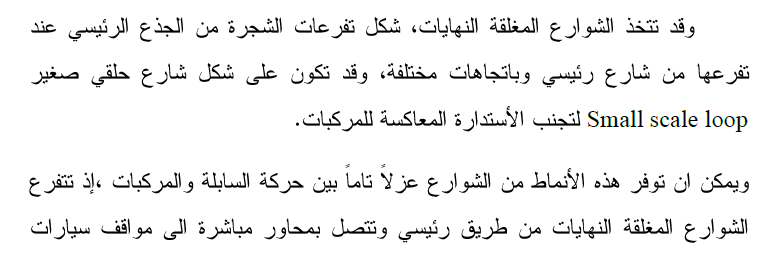 وقد تتخذ الشوارع المغلقة النهايات، شكل تفرعات الشجرة من الجذع الرئيسي عند
تفرعها من شارع رئيسي وباتجاهات مختلفة، وقد تكون على شكل شارع حلقي صغير
Small scale loop لتجنب الأستدارة المعاكسة للمركبات.
ويمكن ان توفر هذه الأنماط من الشوارع عزلاً تاماً بين حركة السابلة والمركبات ،إذ تتفرع
الشوارع المغلقة النهايات من طريق رئيسي وتتصل بمحاور مباشرة الى مواقف سيارات